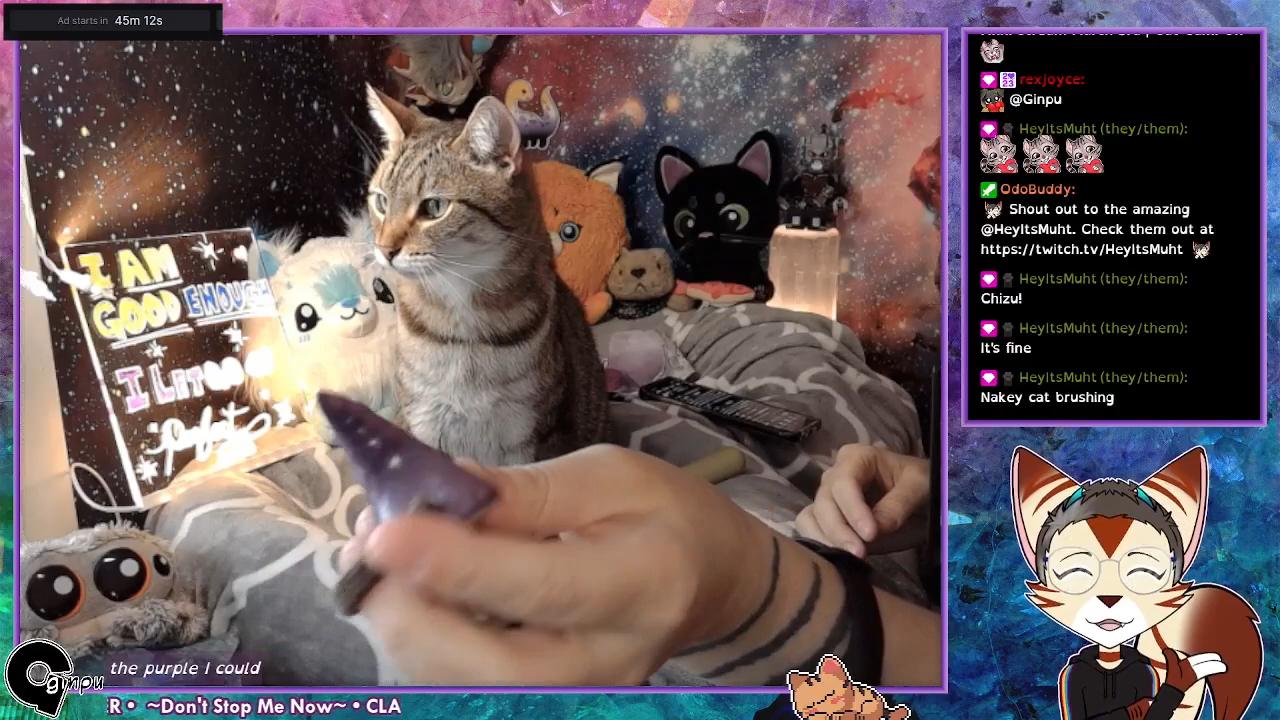 Ad starts in 45m 12s
rexjoyce:
@Ginpu
HeyItsMuht (they/them):
OdoBuddy:
Shout out to the amazing
@HeyItsMuht. Check them out at
https://twitch.tv/HeyItsMuht
HeyItsMuht (they/them):
Chizu!
HeyItsMuht (they/them):
It's fine
HeyItsMuht (they/them):
Nakey cat brushing
I AM
GOOD ENOUGH
the purple I could
ginpu
R • ~Don't Stop Me Now~ • CLA